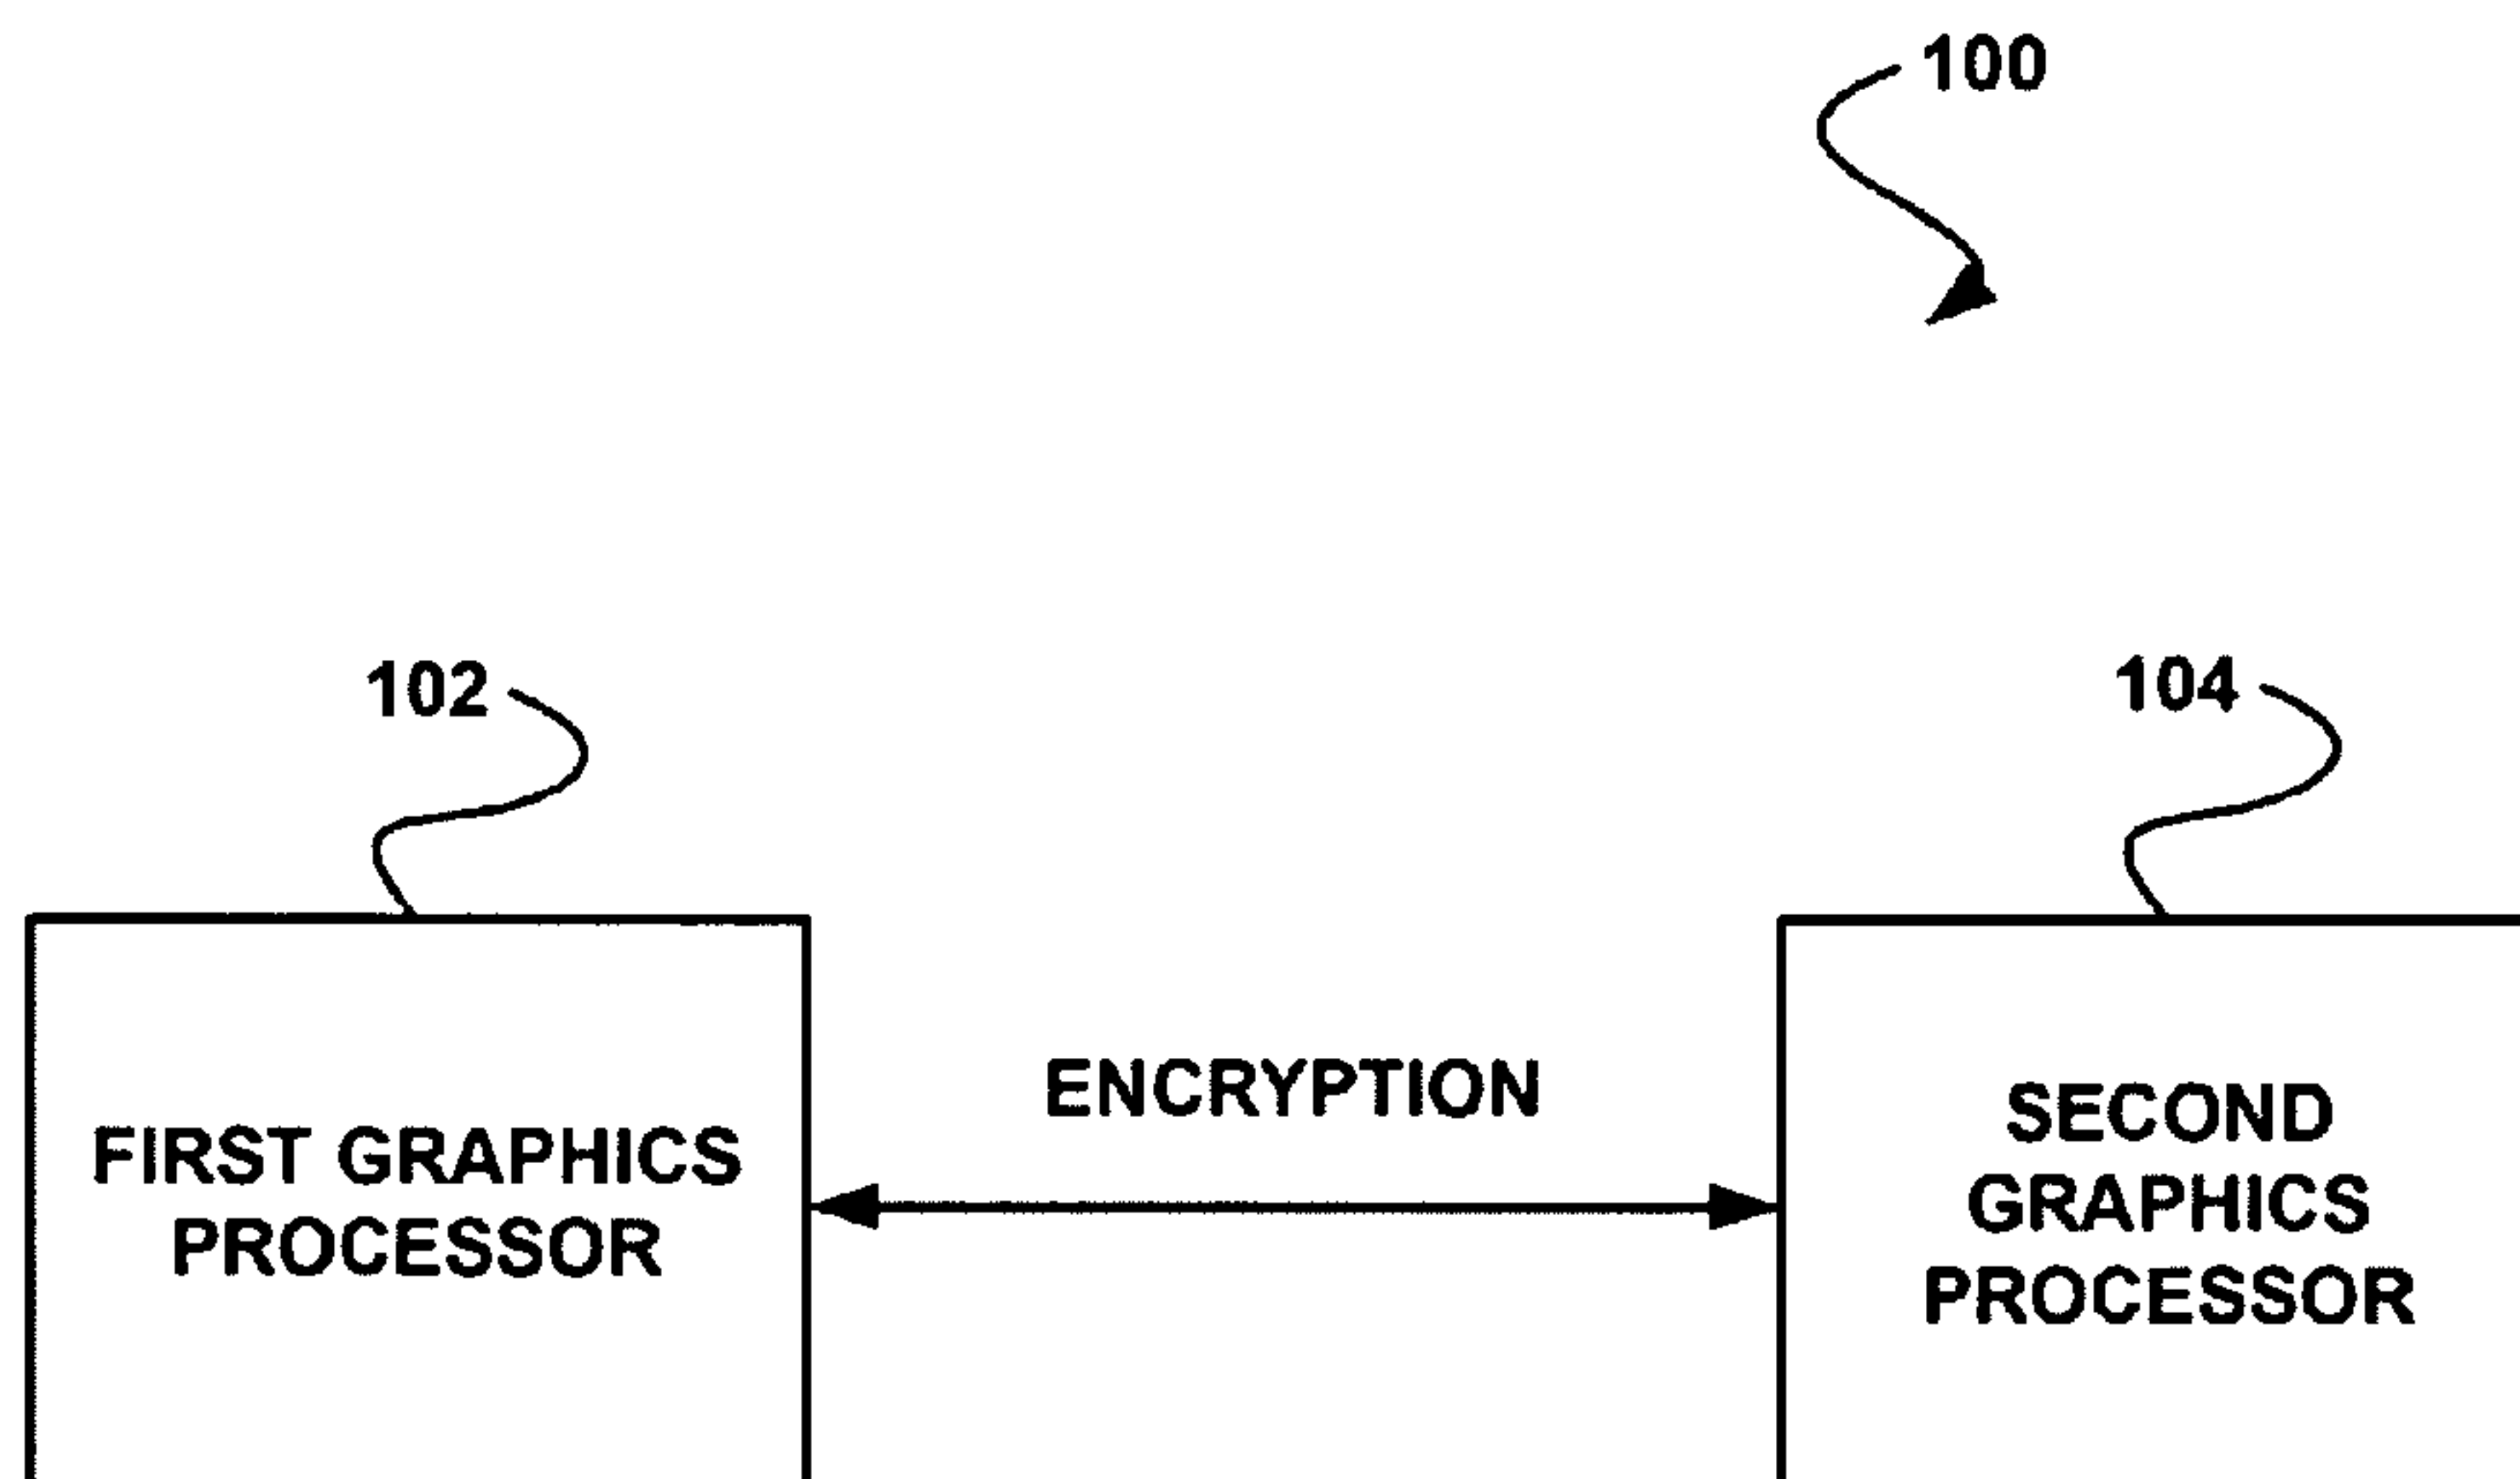 100
102
104
ENCRYPTION
FIRST GRAPHICS
PROCESSOR
SECOND
GRAPHICS
PROCESSOR